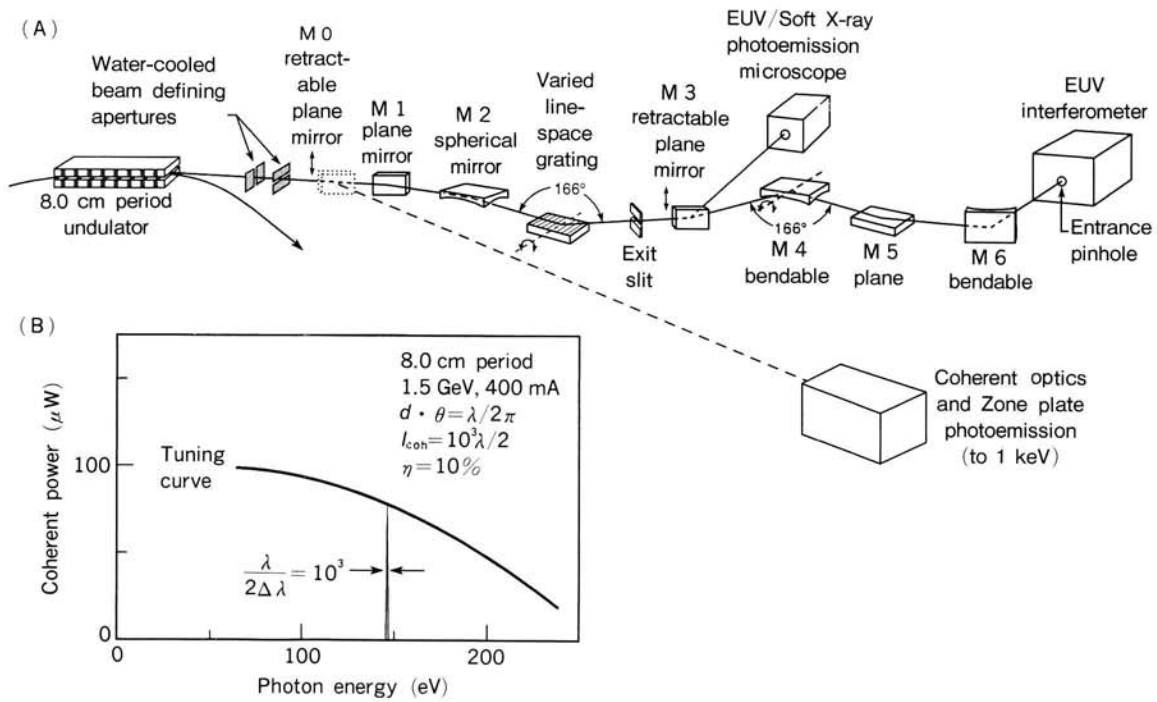 (A)
Water-cooled
beam defining
apertures
M 0
retract-
able
plane
mirror
M 1
plane
mirror
M 2
spherical
mirror
Varied
line-
space
grating
M 3
retractable
plane
mirror
EUV/Soft X-ray
photoemission
microscope
EUV
interferometer
8.0 cm period
undulator
166°
Exit
slit
166°
M 4
bendable
M 5
plane
M 6
bendable
Entrance
pinhole
Coherent optics
and Zone plate
photoemission
(to 1 keV)
(B)
8.0 cm period
1.5 GeV, 400 mA
d · θ=λ/2π
lcoh=10³λ/2
η=10%
Tuning
curve
λ/2Δλ=10³
Coherent power (μW)
100
0
0
100
200
Photon energy (eV)